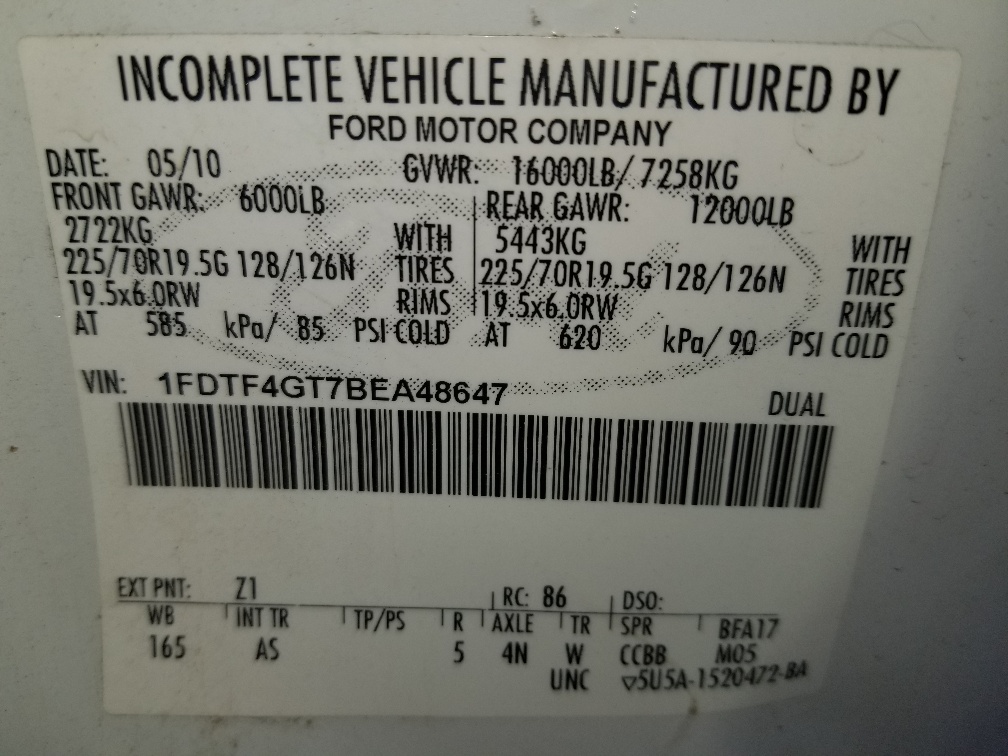 INCOMPLETE VEHICLE MANUFACTURED BY
FORD MOTOR COMPANY
DATE: 05/10 GVWR: 16000LB/ 7258KG
FRONT GAWR: 6000LB REAR GAWR: 12000LB
2722KG WITH 5443KG WITH
225/70R19.5G 128/126N TIRES 225/70R19.5G 128/126N TIRES
19.5x6.0RW RIMS 19.5x6.0RW RIMS
AT 585 kPa/ 85 PSI COLD AT 620 kPa/ 90 PSI COLD
VIN: 1FDTF4GT7BEA48647
DUAL
EXT PNT: Z1 RC: 86 DSO:
WB INT TR TP/PS R AXLE TR SPR BFA17
165 AS 5 4N W CCBB M05
UNC ▽5U5A-1520472-BA